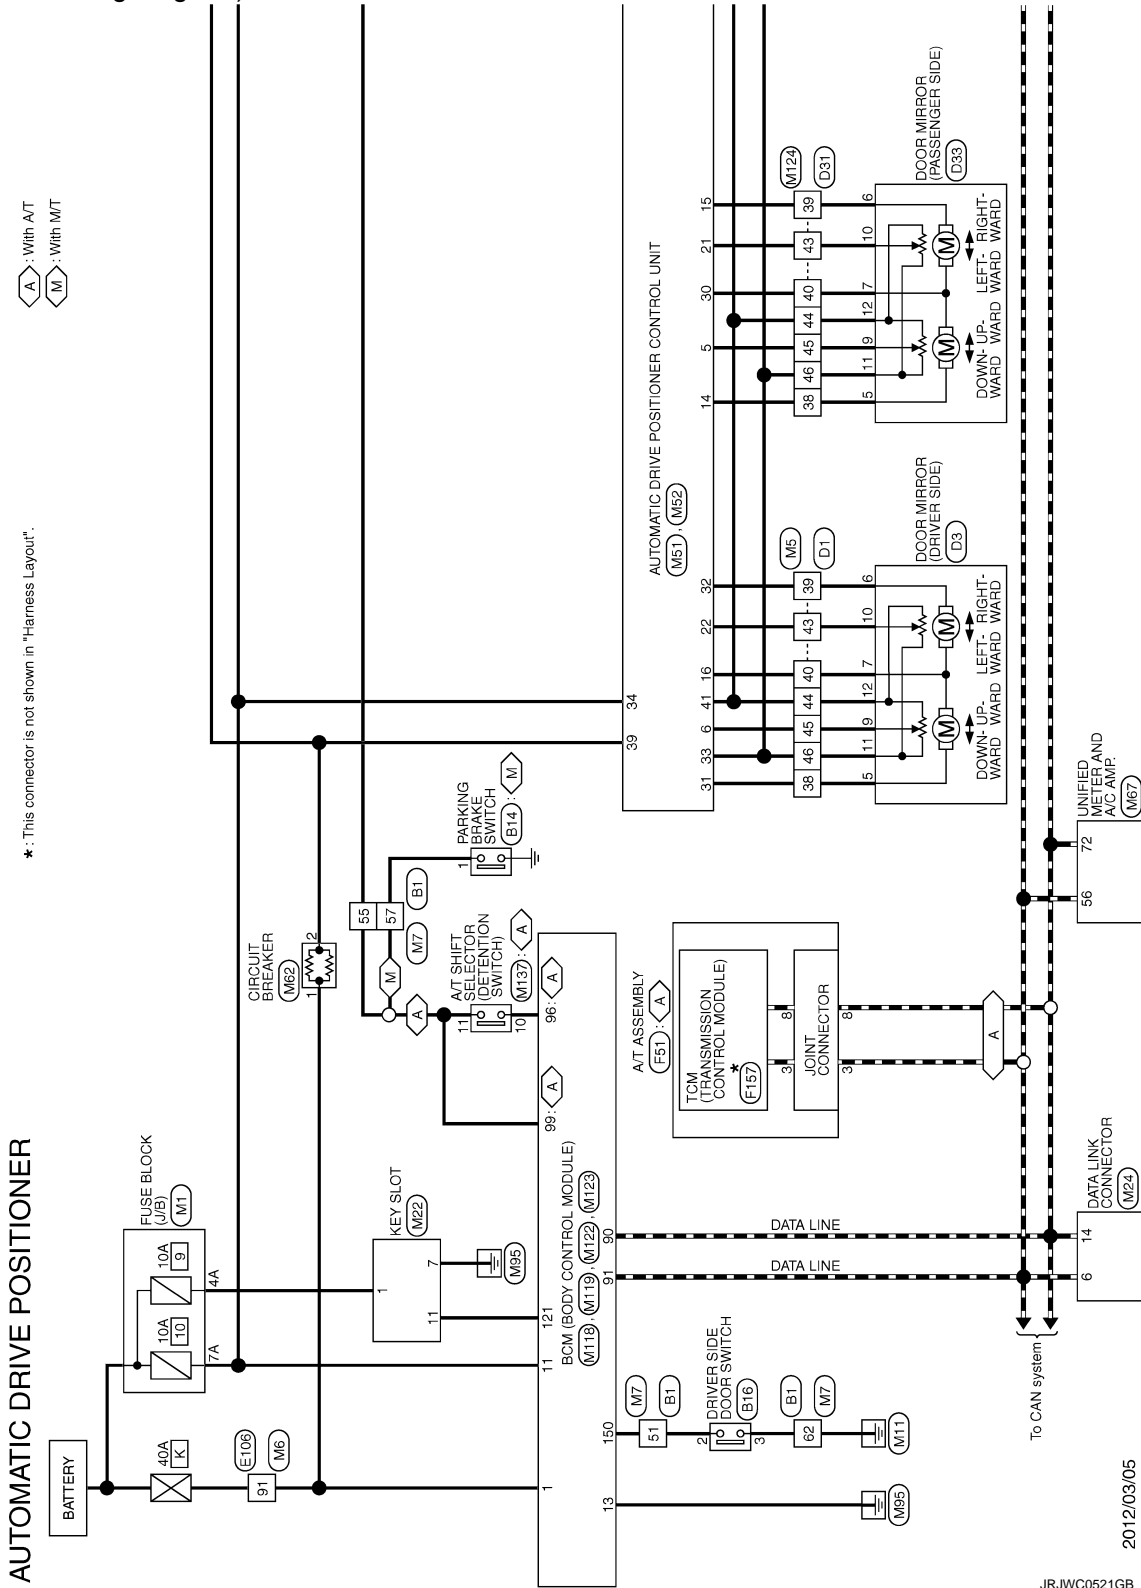 AUTOMATIC DRIVE POSITIONER
* : This connector is not shown in "Harness Layout".
A : With A/T
M : With M/T
BATTERY
40A
K
E106
91
M6
FUSE BLOCK
(J/B)
M1
10A
10
10A
9
7A
4A
KEY SLOT
M22
1
11
7
M95
CIRCUIT
BREAKER
M62
1
2
55
57
M7
B1
M
A
A/T SHIFT
SELECTOR
(DETENTION
SWITCH)
M137 : A
11
10
PARKING
BRAKE
SWITCH
B14 : M
1
39
34
1
11
121
99 : A
96 : A
BCM (BODY CONTROL MODULE)
M118 , M119 , M122 , M123
13
150
91
90
M95
51
M7
B1
2
DRIVER SIDE
DOOR SWITCH
B16
3
62
B1
M7
M11
DATA LINE
DATA LINE
A/T ASSEMBLY
F51 : A
TCM
(TRANSMISSION
CONTROL MODULE)
* F157
3
8
JOINT
CONNECTOR
3
8
A
AUTOMATIC DRIVE POSITIONER CONTROL UNIT
M51 , M52
31
33
6
41
16
22
32
14
5
30
21
15
38
46
45
44
40
43
39
M5
D1
5
11
9
12
7
10
6
DOOR MIRROR
(DRIVER SIDE)
D3
M
M
DOWN- UP-
WARD WARD
LEFT- RIGHT-
WARD WARD
38
46
45
44
40
43
39
M124
D31
5
11
9
12
7
10
6
DOOR MIRROR
(PASSENGER SIDE)
D33
M
M
DOWN- UP-
WARD WARD
LEFT- RIGHT-
WARD WARD
To CAN system
6
14
DATA LINK
CONNECTOR
M24
56
72
UNIFIED
METER AND
A/C AMP.
M67
2012/03/05
JRJWC0521GB